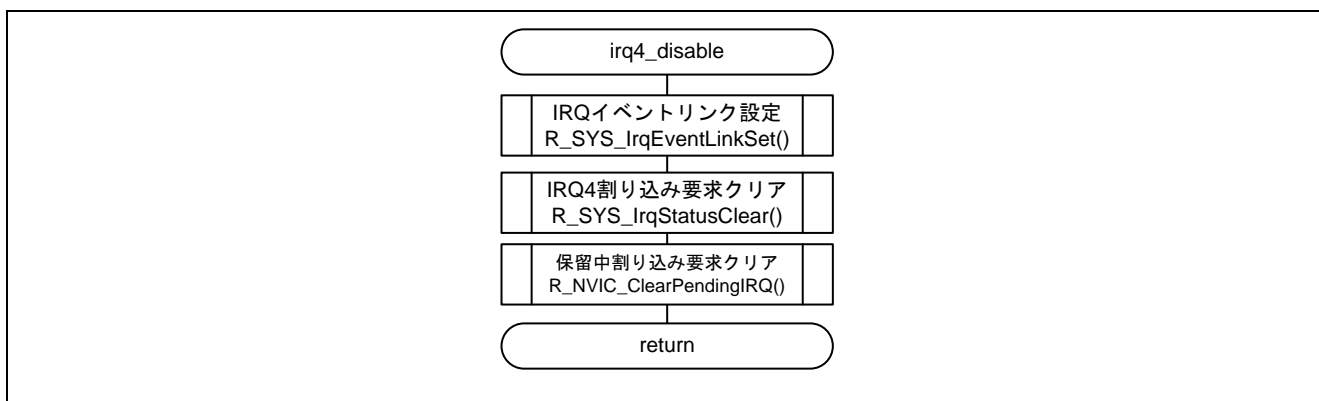 irq4_disable
IRQイベントリンク設定
R_SYS_IrqEventLinkSet()
IRQ4割り込み要求クリア
R_SYS_IrqStatusClear()
保留中割り込み要求クリア
R_NVIC_ClearPendingIRQ()
return